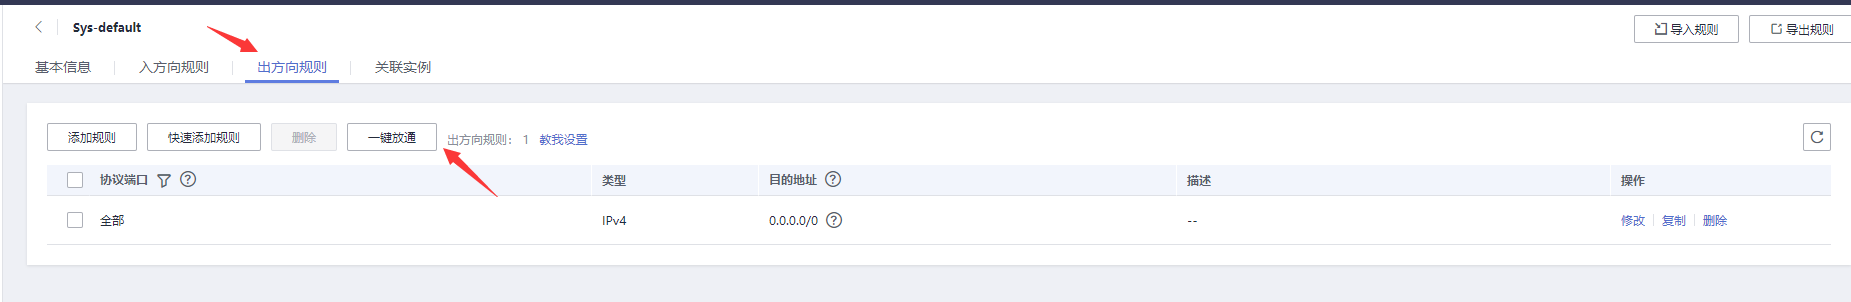 Sys-default
导入规则 导出规则
基本信息 入方向规则 出方向规则 关联实例
添加规则 快速添加规则 删除 一键放通 出方向规则： 1 教我设置
协议端口 类型 目的地址 描述 操作
全部 IPv4 0.0.0.0/0 -- 修改 复制 删除